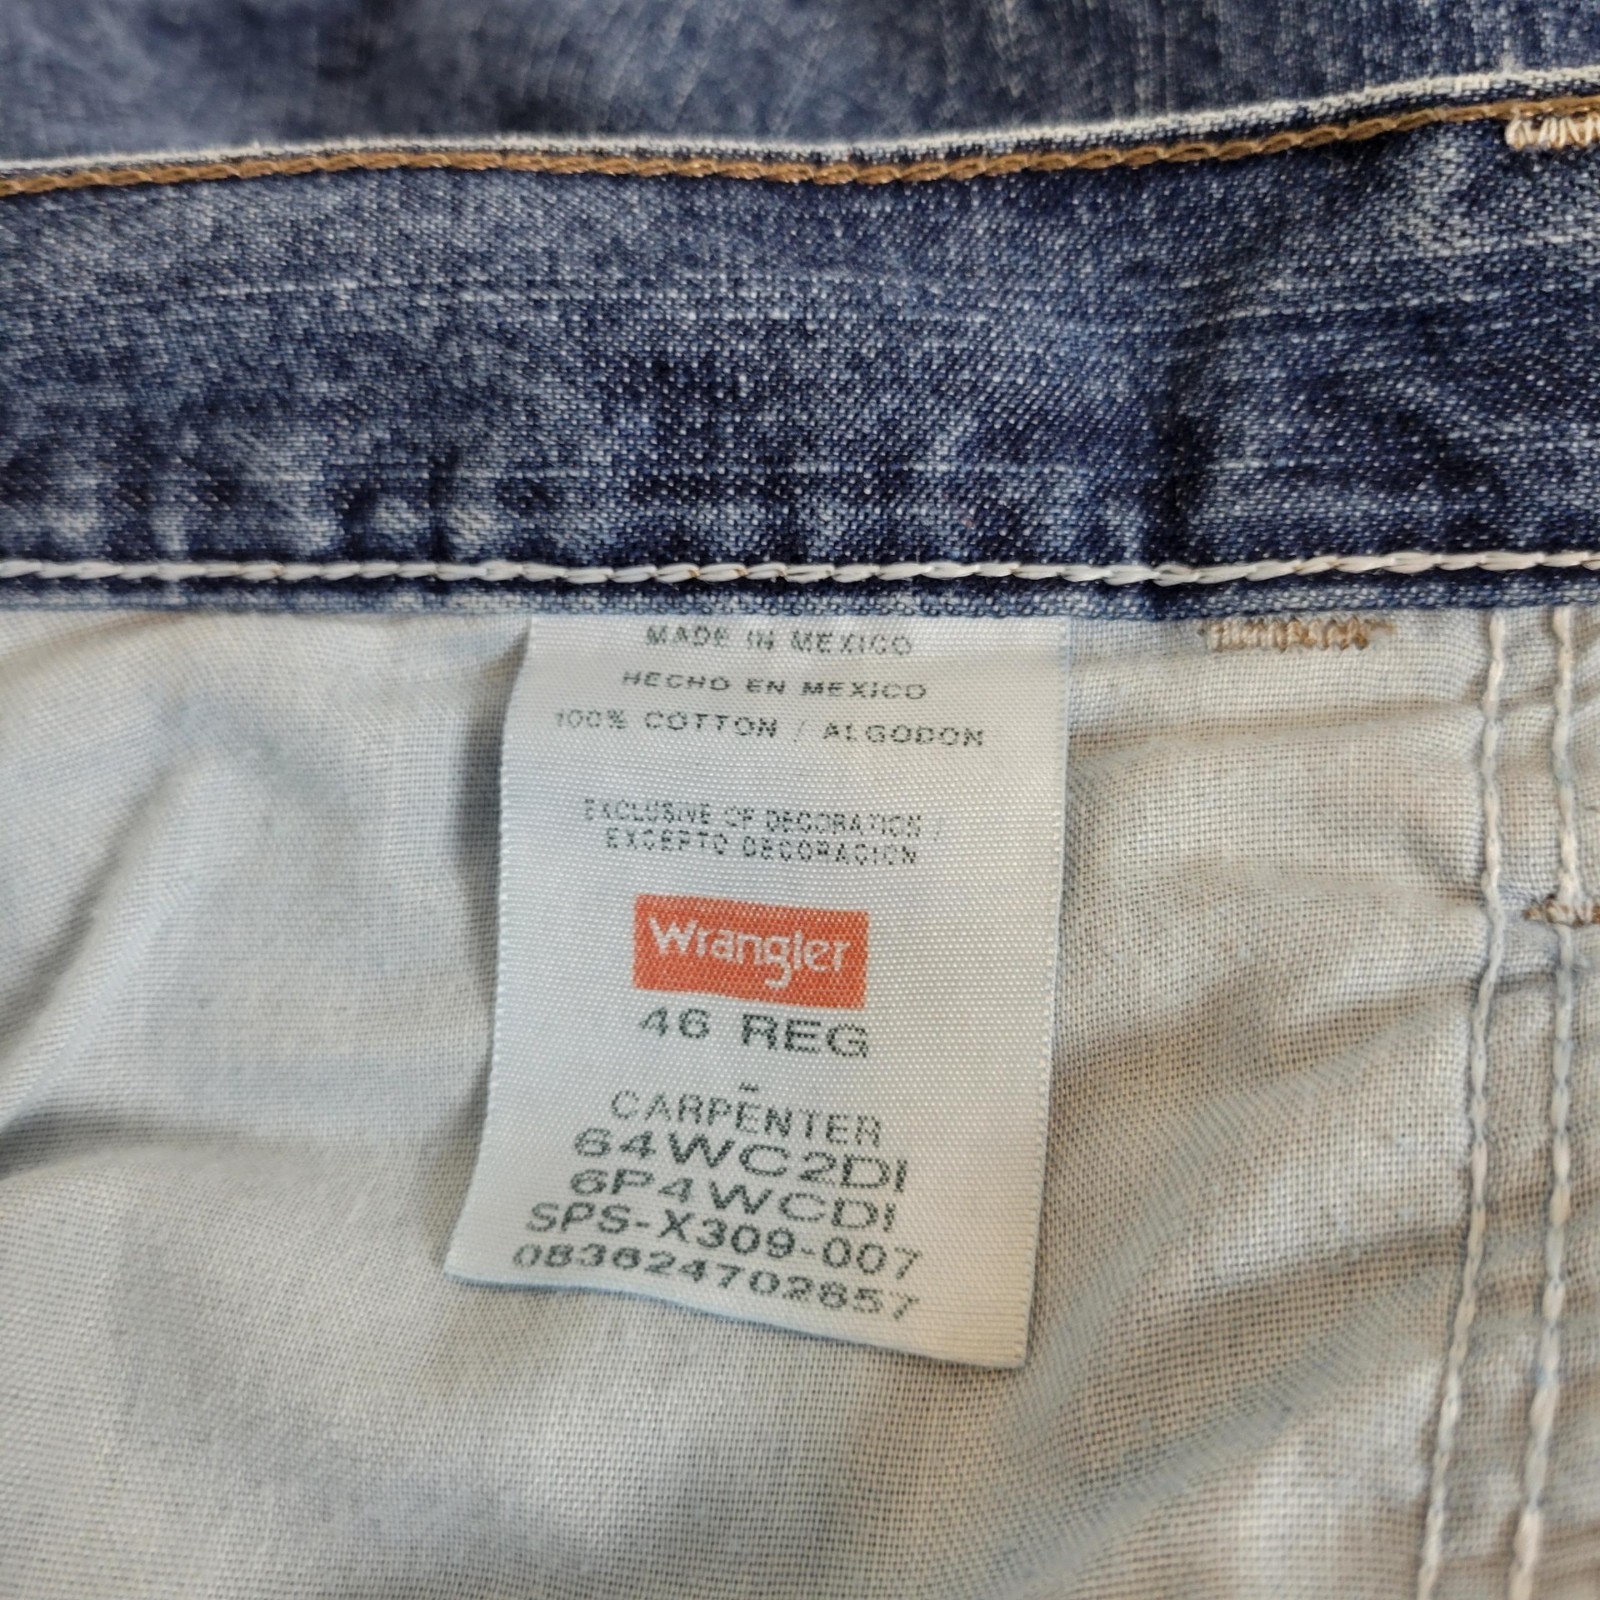 MADE IN MEXICO
HECHO EN MEXICO
100% COTTON / ALGODON
EXCLUSIVE OF DECORATION /
EXCEPTO DECORACION
Wrangler
46 REG
CARPENTER
64WC2DI
6P4WCDI
SPS-X309-007
083624702857